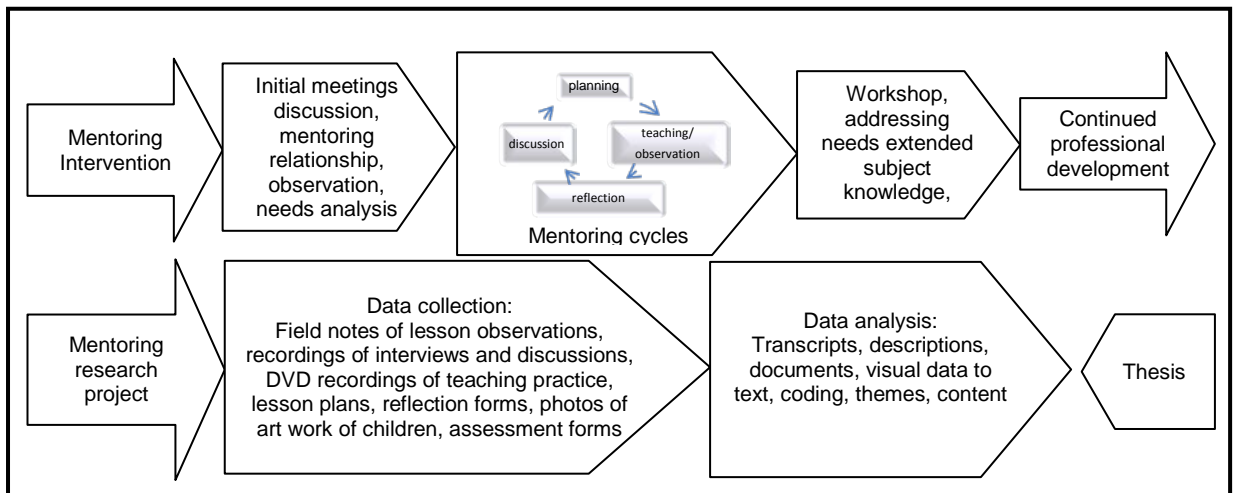 Mentoring
Intervention
Initial meetings
discussion,
mentoring
relationship,
observation,
needs analysis
planning
teaching/
observation
reflection
discussion
Mentoring cycles
Workshop,
addressing
needs extended
subject
knowledge,
Continued
professional
development
Mentoring
research
project
Data collection:
Field notes of lesson observations,
recordings of interviews and discussions,
DVD recordings of teaching practice,
lesson plans, reflection forms, photos of
art work of children, assessment forms
Data analysis:
Transcripts, descriptions,
documents, visual data to
text, coding, themes, content
Thesis